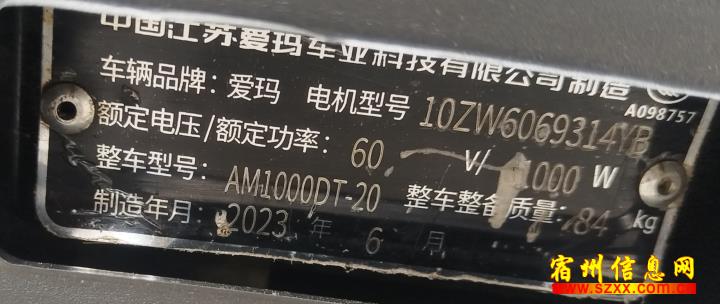 中国江苏爱玛车业科技有限公司制造
A098757
车辆品牌：爱玛 电机型号 10ZW6069314YB
额定电压/额定功率：60 V/ 1000 W
整车型号：AM1000DT-20 整车整备质量：84 kg
制造年月：2023 年 6 月
宿州信息网
www.szxx.com.cn